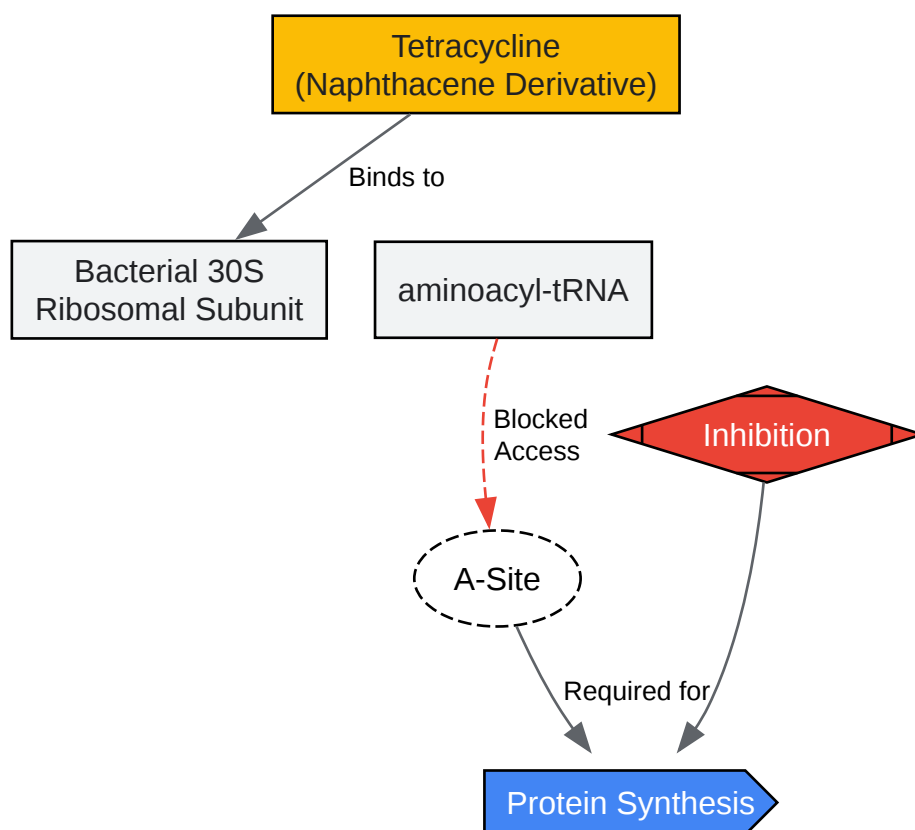 Tetracycline
(Naphthacene Derivative)
Binds to
Bacterial 30S
Ribosomal Subunit
aminoacyl-tRNA
Blocked
Access
Inhibition
A-Site
Required for
Protein Synthesis